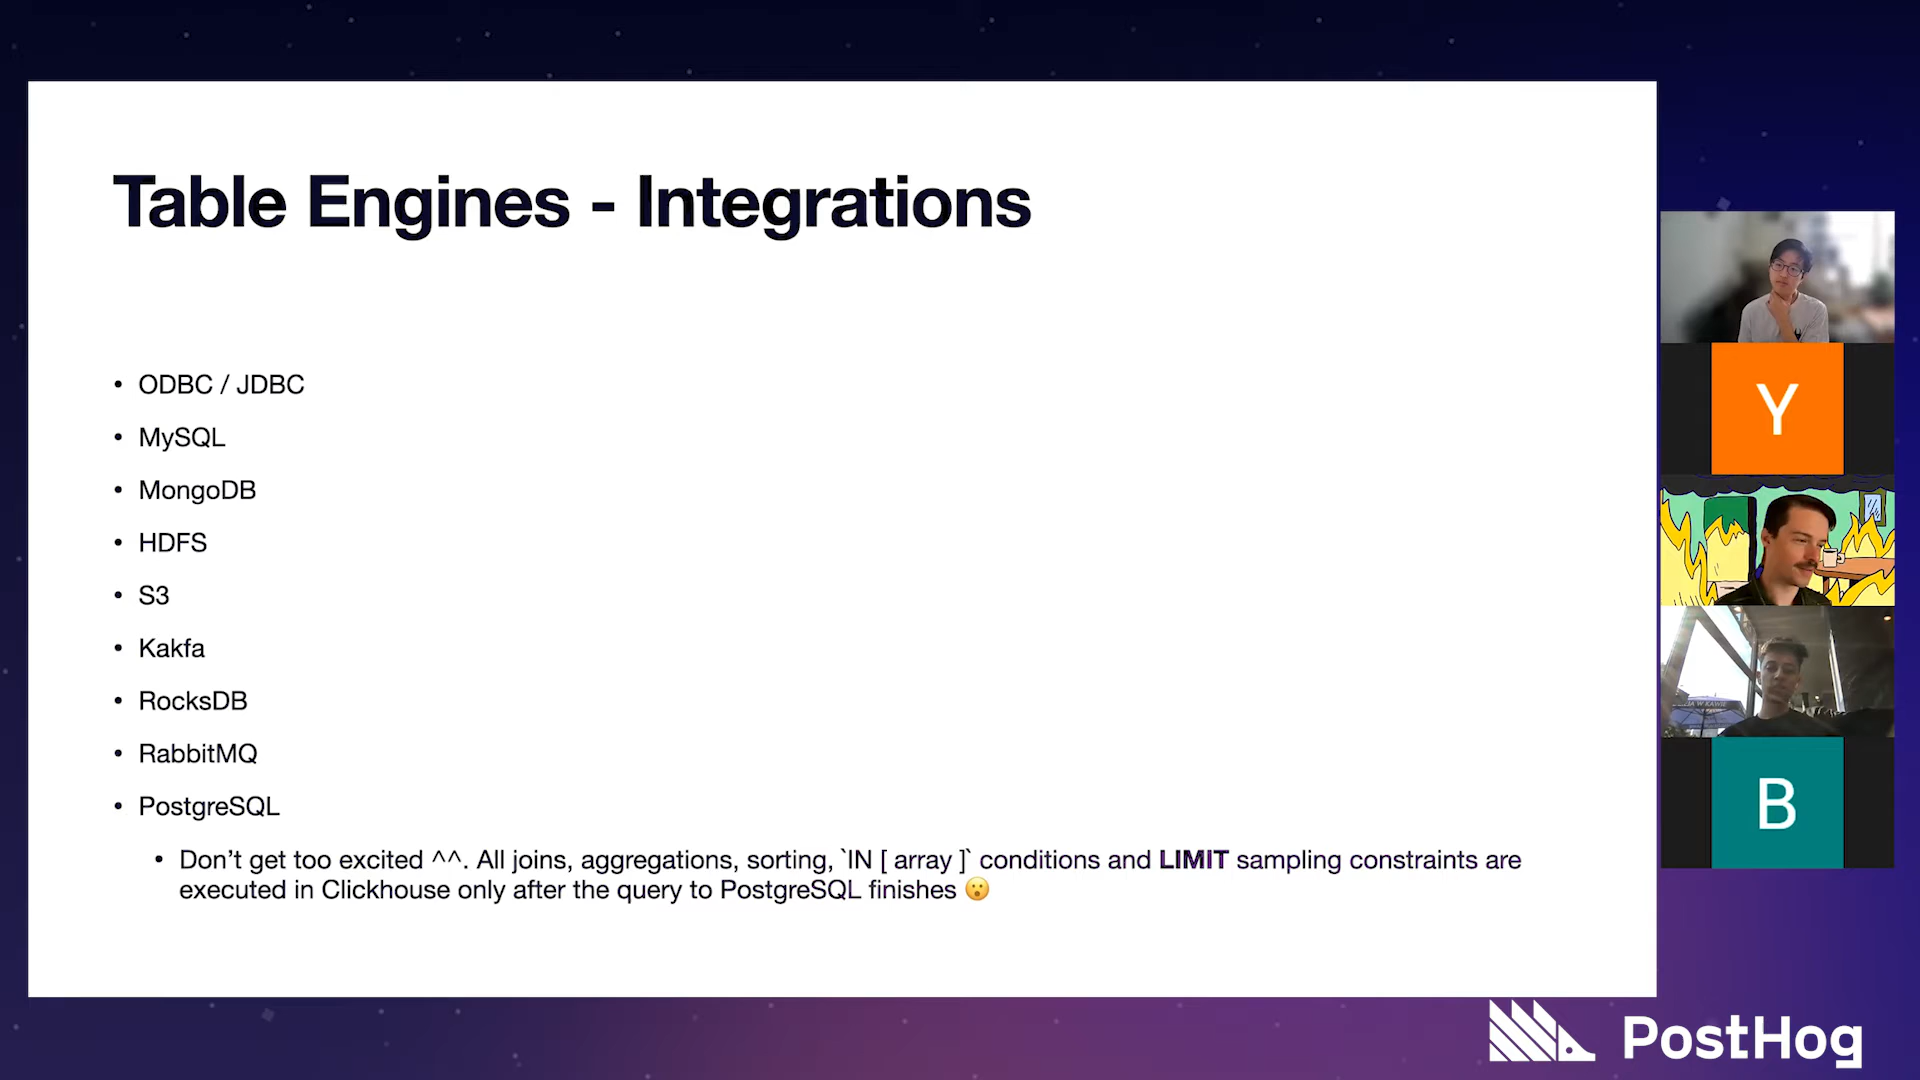 Table Engines - Integrations
• ODBC / JDBC
• MySQL
• MongoDB
• HDFS
• S3
• Kakfa
• RocksDB
• RabbitMQ
• PostgreSQL
• Don’t get too excited ^^. All joins, aggregations, sorting, `IN [ array ]` conditions and LIMIT sampling constraints are
executed in Clickhouse only after the query to PostgreSQL finishes 😮
Y
B
PostHog